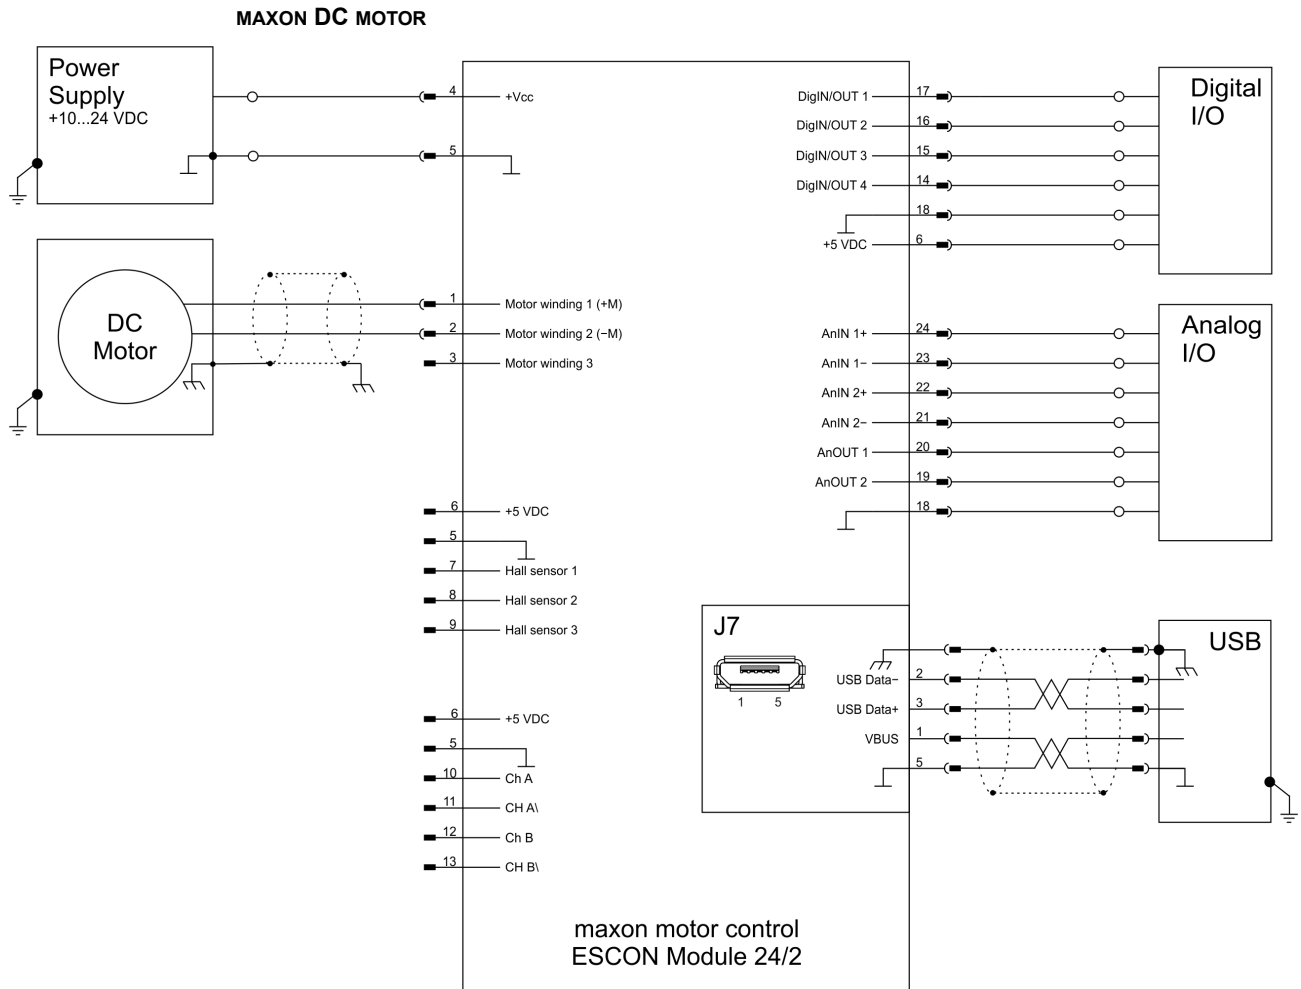 MAXON DC MOTOR
Power
Supply
+10...24 VDC
4
+Vcc
5
DC
Motor
1
Motor winding 1 (+M)
2
Motor winding 2 (−M)
3
Motor winding 3
6
+5 VDC
5
7
Hall sensor 1
8
Hall sensor 2
9
Hall sensor 3
6
+5 VDC
5
10
Ch A
11
CH A\
12
Ch B
13
CH B\
DigIN/OUT 1
17
DigIN/OUT 2
16
DigIN/OUT 3
15
DigIN/OUT 4
14
18
+5 VDC
6
Digital
I/O
AnIN 1+
24
AnIN 1−
23
AnIN 2+
22
AnIN 2−
21
AnOUT 1
20
AnOUT 2
19
18
Analog
I/O
J7
1 5
USB Data−
2
USB Data+
3
VBUS
1
5
USB
maxon motor control
ESCON Module 24/2